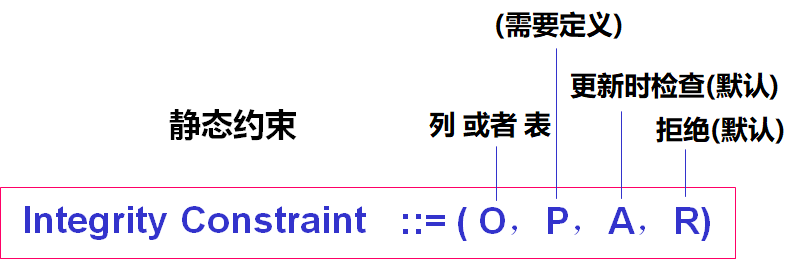 (需要定义)
更新时检查(默认)
静态约束
列 或者 表
拒绝(默认)
Integrity Constraint ::= ( O，P，A，R)